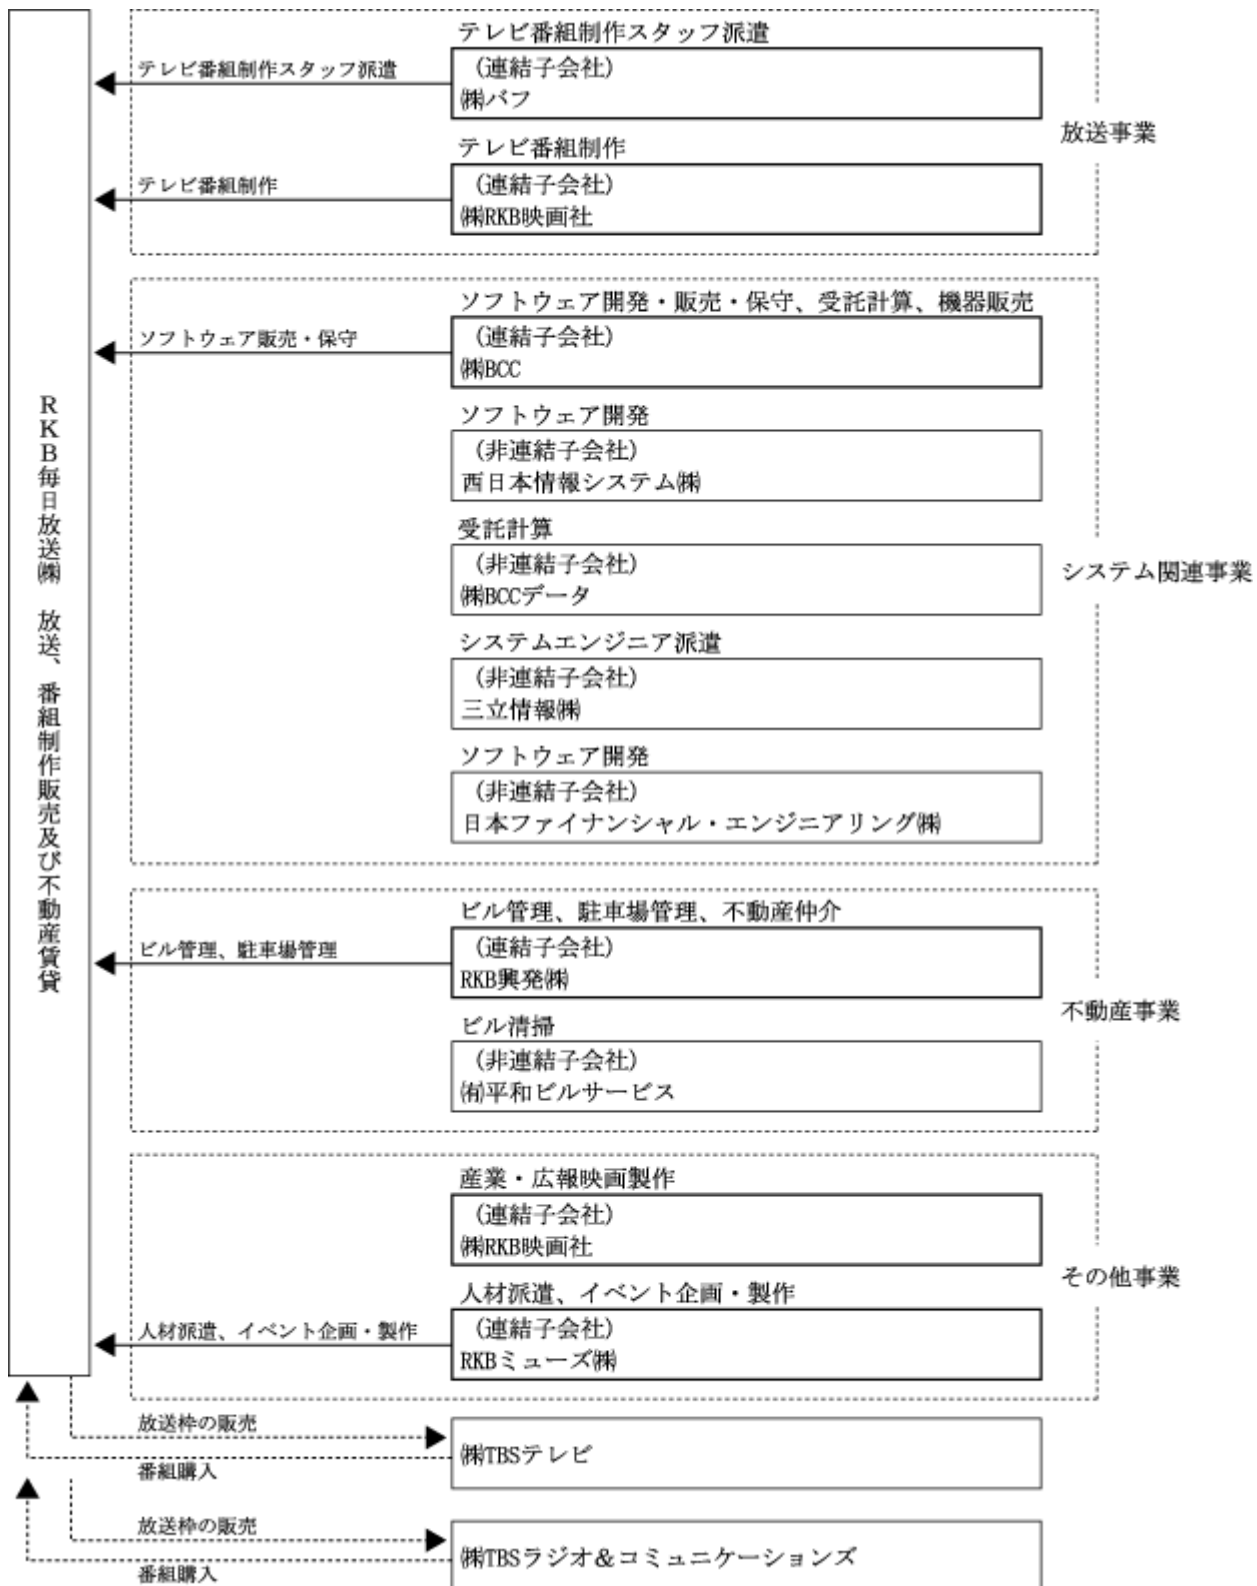 RKB毎日放送㈱ 放送、番組制作販売及び不動産賃貸
テレビ番組制作スタッフ派遣
テレビ番組制作スタッフ派遣
（連結子会社）
㈱バフ
放送事業
テレビ番組制作
テレビ番組制作
（連結子会社）
㈱RKB映画社
ソフトウェア開発・販売・保守、受託計算、機器販売
ソフトウェア販売・保守
（連結子会社）
㈱BCC
ソフトウェア開発
（非連結子会社）
西日本情報システム㈱
受託計算
（非連結子会社）
㈱BCCデータ
システム関連事業
システムエンジニア派遣
（非連結子会社）
三立情報㈱
ソフトウェア開発
（非連結子会社）
日本ファイナンシャル・エンジニアリング㈱
ビル管理、駐車場管理、不動産仲介
ビル管理、駐車場管理
（連結子会社）
RKB興発㈱
不動産事業
ビル清掃
（非連結子会社）
㈲平和ビルサービス
産業・広報映画製作
（連結子会社）
㈱RKB映画社
その他事業
人材派遣、イベント企画・製作
人材派遣、イベント企画・製作
（連結子会社）
RKBミューズ㈱
放送枠の販売
㈱TBSテレビ
番組購入
放送枠の販売
㈱TBSラジオ＆コミュニケーションズ
番組購入